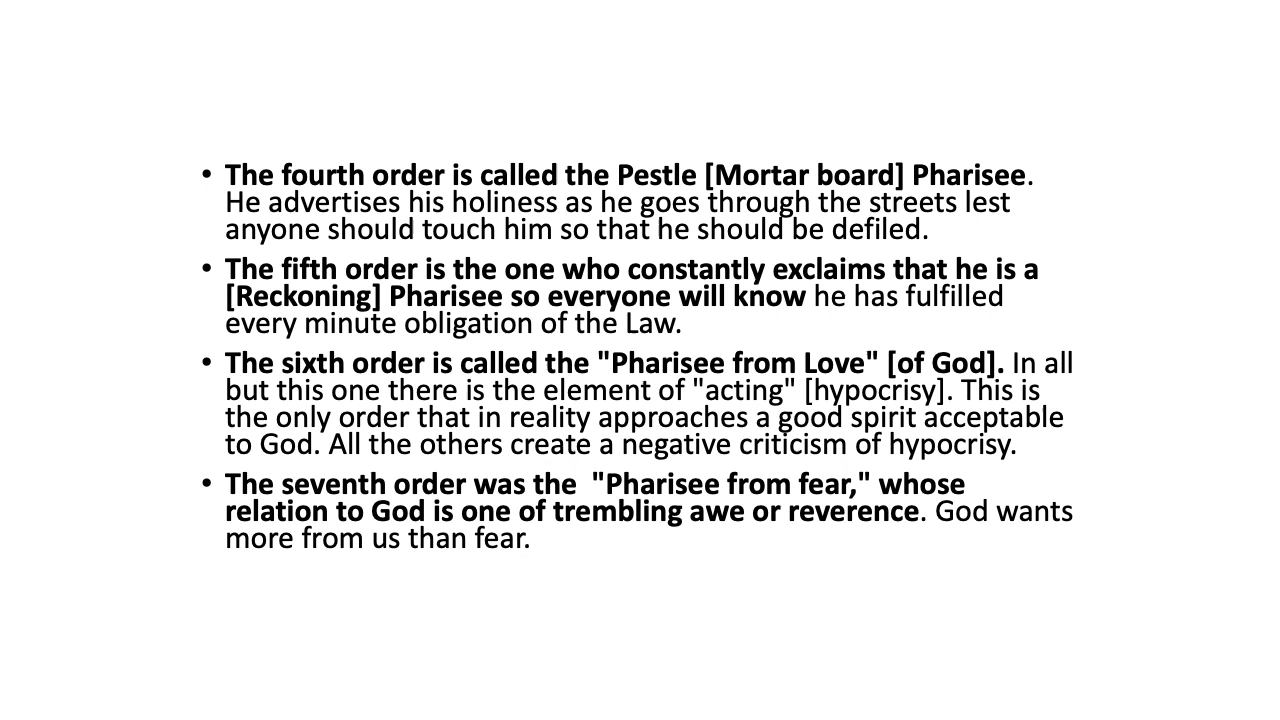 • The fourth order is called the Pestle [Mortar board] Pharisee.
He advertises his holiness as he goes through the streets lest
anyone should touch him so that he should be defiled.
• The fifth order is the one who constantly exclaims that he is a
[Reckoning] Pharisee so everyone will know he has fulfilled
every minute obligation of the Law.
• The sixth order is called the "Pharisee from Love" [of God]. In all
but this one there is the element of "acting" [hypocrisy]. This is
the only order that in reality approaches a good spirit acceptable
to God. All the others create a negative criticism of hypocrisy.
• The seventh order was the  "Pharisee from fear," whose
relation to God is one of trembling awe or reverence. God wants
more from us than fear.